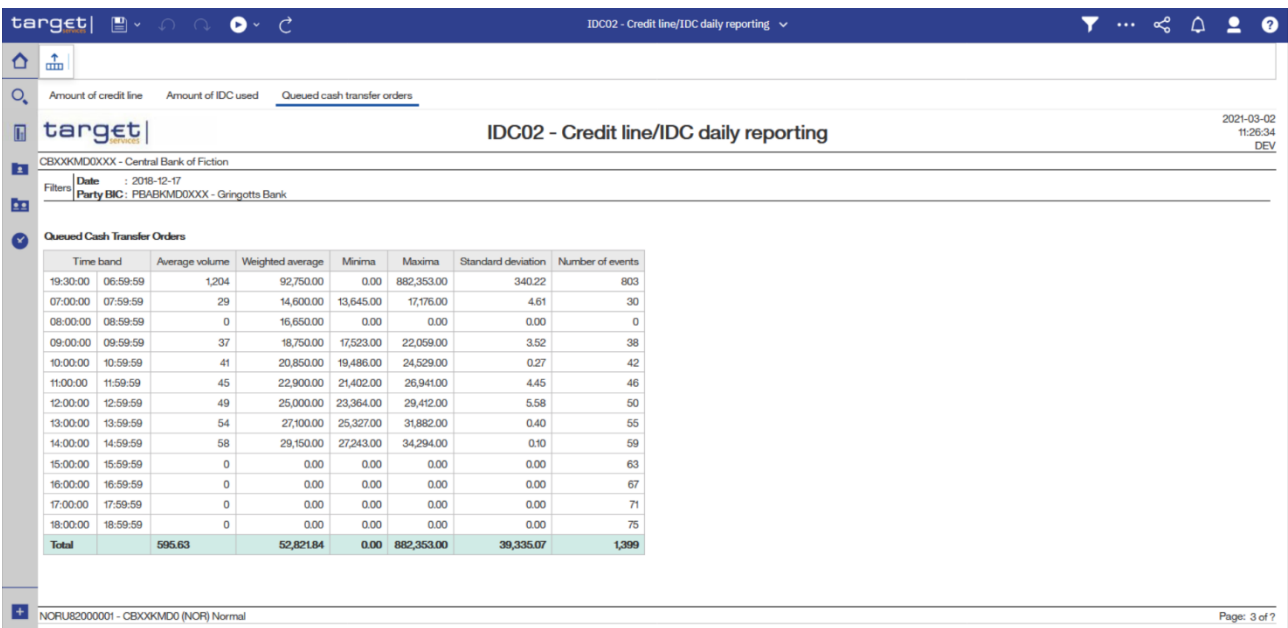 target| IDC02 - Credit line/IDC daily reporting
services
Amount of credit line Amount of IDC used Queued cash transfer orders
target| IDC02 - Credit line/IDC daily reporting 2021-03-02
services 11:26:34
DEV
CBXXKMD0XXX - Central Bank of Fiction
Filters Date : 2018-12-17
Party BIC : PBABKMD0XXX - Gringotts Bank
Queued Cash Transfer Orders
Time band Average volume Weighted average Minima Maxima Standard deviation Number of events
19:30:00 06:59:59 1,204 92,750.00 0.00 882,353.00 340.22 803
07:00:00 07:59:59 29 14,600.00 13,645.00 17,176.00 4.61 30
08:00:00 08:59:59 0 16,650.00 0.00 0.00 0.00 0
09:00:00 09:59:59 37 18,750.00 17,523.00 22,059.00 3.52 38
10:00:00 10:59:59 41 20,850.00 19,486.00 24,529.00 0.27 42
11:00:00 11:59:59 45 22,900.00 21,402.00 26,941.00 4.45 46
12:00:00 12:59:59 49 25,000.00 23,364.00 29,412.00 5.58 50
13:00:00 13:59:59 54 27,100.00 25,327.00 31,882.00 0.40 55
14:00:00 14:59:59 58 29,150.00 27,243.00 34,294.00 0.10 59
15:00:00 15:59:59 0 0.00 0.00 0.00 0.00 63
16:00:00 16:59:59 0 0.00 0.00 0.00 0.00 67
17:00:00 17:59:59 0 0.00 0.00 0.00 0.00 71
18:00:00 18:59:59 0 0.00 0.00 0.00 0.00 75
Total 595.63 52,821.84 0.00 882,353.00 39,335.07 1,399
NORU82000001 - CBXXKMD0 (NOR) Normal Page: 3 of ?